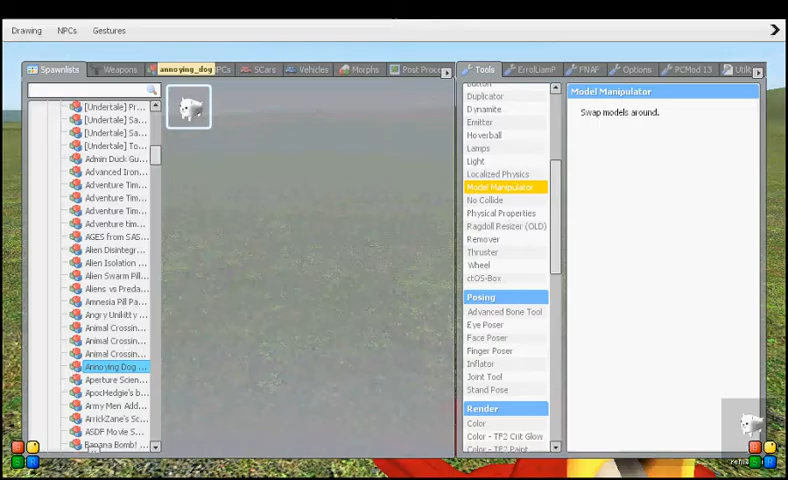 Drawing NPCs Gestures
Spawnlists Weapons annoying_dog PCs SCars Vehicles Morphs Post Proce
Tools ErrolLiamP FNAF Options PCMod 13 Utilit
[Undertale] Pr...
[Undertale] Sa...
[Undertale] Sa...
[Undertale] To...
Admin Duck Gu...
Advanced Iron...
Adventure Tim...
Adventure Tim...
Adventure Tim...
Adventure tim...
AGES from SAS...
Alien Disintegr...
Alien Isolation ...
Alien Swarm Pill...
Aliens vs Preda...
Amnesia Pill Pa...
Angry Unikitty ...
Animal Crossin...
Animal Crossin...
Animal Crossin...
Annoying Dog ...
Aperture Scien...
ApocHedgie's b...
Army Men Add...
ArrickZane's Sc...
ASDF Movie S...
Banana Bomb! ...
Button
Duplicator
Dynamite
Emitter
Hoverball
Lamps
Light
Localized Physics
Model Manipulator
No Collide
Physical Properties
Ragdoll Resizer (OLD)
Remover
Thruster
Wheel
ctOS-Box
Posing
Advanced Bone Tool
Eye Poser
Face Poser
Finger Poser
Inflator
Joint Tool
Stand Pose
Render
Color
Color - TF2 Crit Glow
Color - TF2 Paint
Model Manipulator
Swap models around.
S R
S R